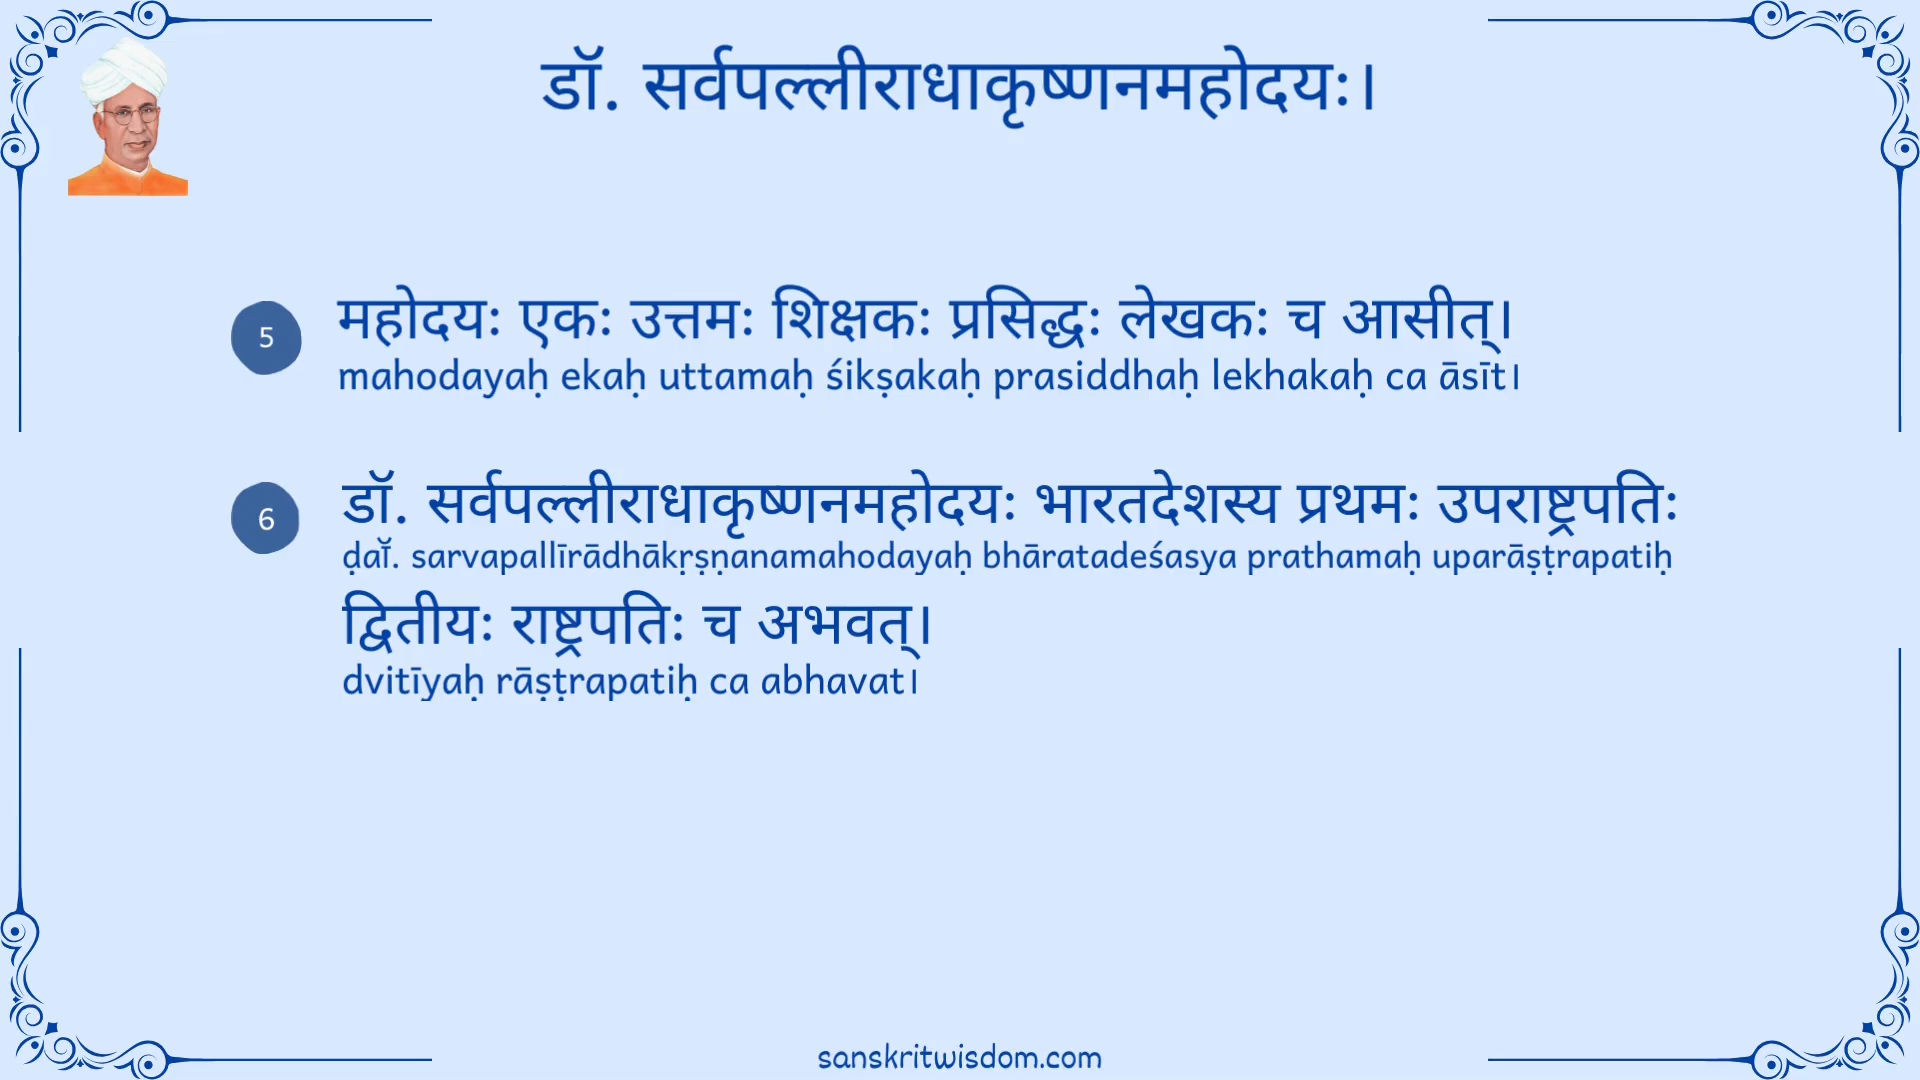 डॉ. सर्वपल्लीराधाकृष्णनमहोदयः।
5
महोदयः एकः उत्तमः शिक्षकः प्रसिद्धः लेखकः च आसीत्।
mahodayaḥ ekaḥ uttamaḥ śikṣakaḥ prasiddhaḥ lekhakaḥ ca āsīt।
6
डॉ. सर्वपल्लीराधाकृष्णनमहोदयः भारतदेशस्य प्रथमः उपराष्ट्रपतिः
ḍaॉ. sarvapallīrādhākṛṣṇanamahodayaḥ bhāratadeśasya prathamaḥ uparāṣṭrapatiḥ
द्वितीयः राष्ट्रपतिः च अभवत्।
dvitīyaḥ rāṣṭrapatiḥ ca abhavat।
sanskritwisdom.com